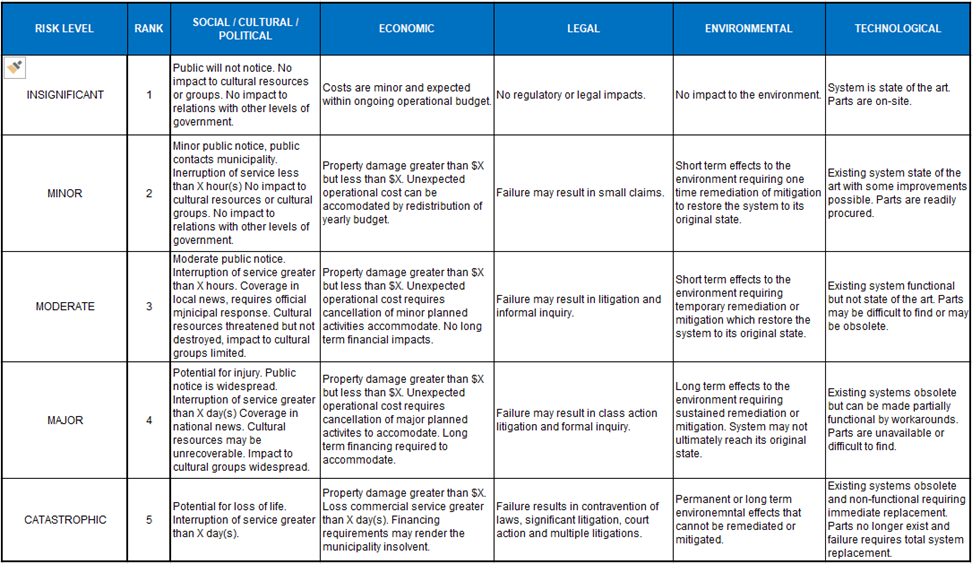 RISK LEVEL
RANK
SOCIAL / CULTURAL /
POLITICAL
ECONOMIC
LEGAL
ENVIRONMENTAL
TECHNOLOGICAL
INSIGNIFICANT
1
Public will not notice. No
impact to cultural resources
or groups. No impact to
relations with other levels of
government.
Costs are minor and expected
within ongoing operational budget.
No regulatory or legal impacts.
No impact to the environment.
System is state of the art.
Parts are on-site.
MINOR
2
Minor public notice, public
contacts municipality.
Inerruption of service less
than X hour(s) No impact to
cultural resources or cultural
groups. No impact to
relations with other levels of
government.
Property damage greater than $X
but less than $X. Unexpected
operational cost can be
accomodated by redistribution of
yearly budget.
Failure may result in small claims.
Short term effects to the
environment requiring one
time remediation of mitigation
to restore the system to its
original state.
Existing system state of the
art with some improvements
possible. Parts are readily
procured.
MODERATE
3
Moderate public notice.
Interruption of service greater
than X hours. Coverage in
local news, requires official
mjnicipal response. Cultural
resources threatened but not
destroyed, impact to cultural
groups limited.
Property damage greater than $X
but less than $X. Unexpected
operational cost requires
cancellation of minor planned
activities accommodate. No long
term financial impacts.
Failure may result in litigation and
informal inquiry.
Short term effects to the
environment requiring
temporary remediation or
mitigation which restore the
system to its original state.
Existing system functional
but not state of the art. Parts
may be difficult to find or may
be obsolete.
MAJOR
4
Potential for injury. Public
notice is widespread.
Interruption of service greater
than X day(s) Coverage in
national news. Cultural
resources may be
unrecoverable. Impact to
cultural groups widespread.
Property damage greater than $X
but less than $X. Unexpected
operational cost requires
cancellation of major planned
activites to accomodate. Long
term financing required to
accommodate.
Failure may result in class action
litigation and formal inquiry.
Long term effects to the
environment requiring
sustained remediation or
mitigation. System may not
ultimately reach its original
state.
Existing systems obsolete
but can be made partially
functional by workarounds.
Parts are unavailable or
difficult to find.
CATASTROPHIC
5
Potential for loss of life.
Interruption of service greater
than X day(s).
Property damage greater than $X.
Loss commercial service greater
than X day(s). Financing
requirements may render the
municipality insolvent.
Failure results in contravention of
laws, significant litigation, court
action and multiple litigations.
Permanent or long term
environemntal effects that
cannot be remediated or
mitigated.
Existing systems obsolete
and non-functional requiring
immediate replacement.
Parts no longer exist and
failure requires total system
replacement.